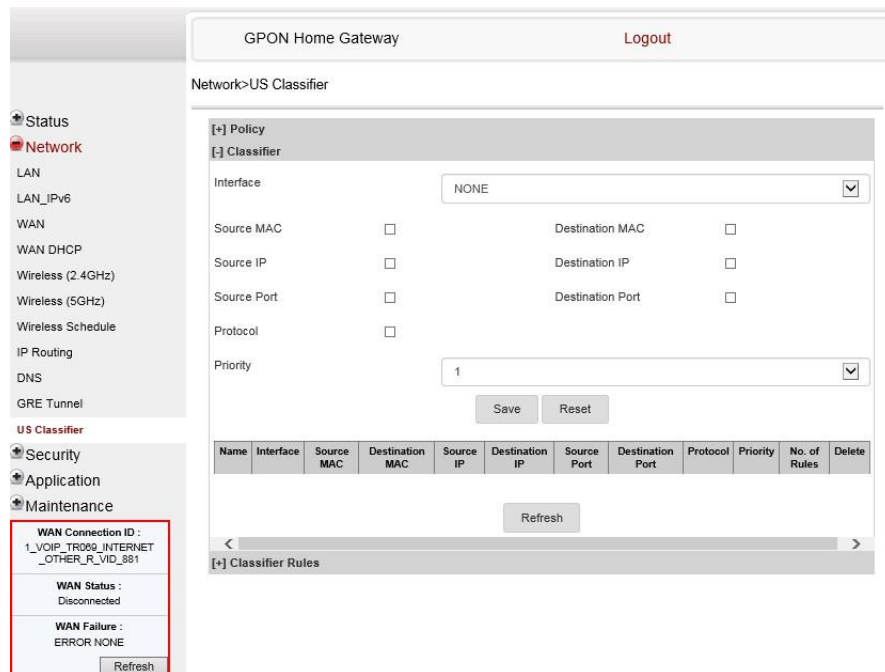 GPON Home Gateway
Logout
Network>US Classifier
Status
Network
LAN
LAN_IPv6
WAN
WAN DHCP
Wireless (2.4GHz)
Wireless (5GHz)
Wireless Schedule
IP Routing
DNS
GRE Tunnel
US Classifier
Security
Application
Maintenance
WAN Connection ID :
1_VOIP_TR069_INTERNET
_OTHER_R_VID_881
WAN Status :
Disconnected
WAN Failure :
ERROR NONE
Refresh
[+] Policy
[-] Classifier
Interface NONE
Source MAC Destination MAC
Source IP Destination IP
Source Port Destination Port
Protocol
Priority 1
Save Reset
Name Interface Source MAC Destination MAC Source IP Destination IP Source Port Destination Port Protocol Priority No. of Rules Delete
Refresh
[+] Classifier Rules